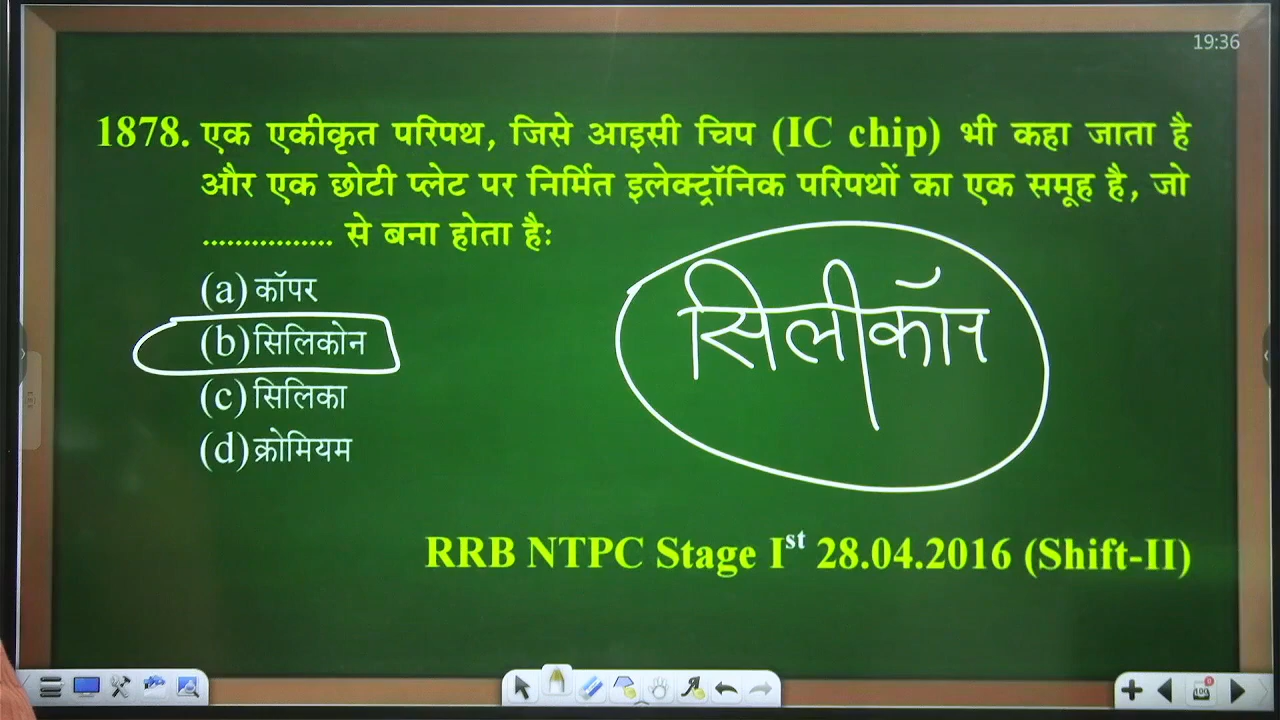 19:36
1878. एक एकीकृत परिपथ, जिसे आइसी चिप (IC chip) भी कहा जाता है
और एक छोटी प्लेट पर निर्मित इलेक्ट्रॉनिक परिपथों का एक समूह है, जो
................ से बना होता हैः
(a) कॉपर
(b) सिलिकोन
सिलीकॉन
(c) सिलिका
(d) क्रोमियम
RRB NTPC Stage Ist 28.04.2016 (Shift-II)